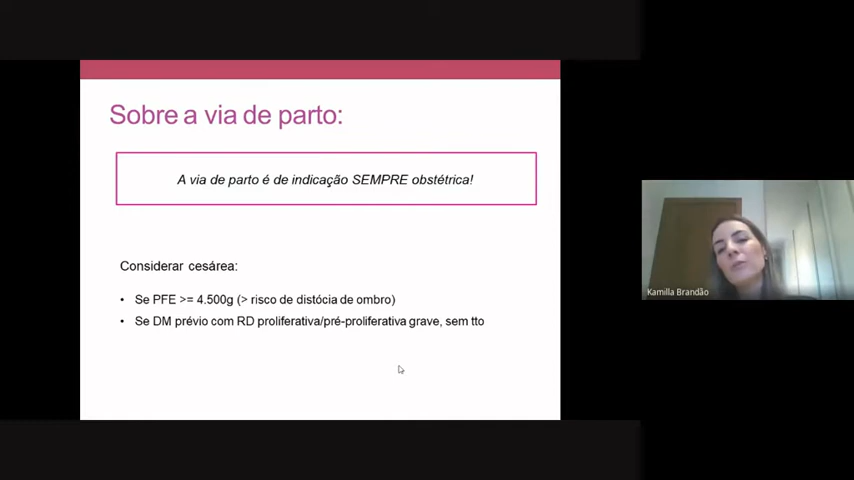 Sobre a via de parto:
A via de parto é de indicação SEMPRE obstétrica!
Considerar cesárea:
• Se PFE >= 4.500g (> risco de distócia de ombro)
• Se DM prévio com RD proliferativa/pré-proliferativa grave, sem tto
Kamilla Brandão